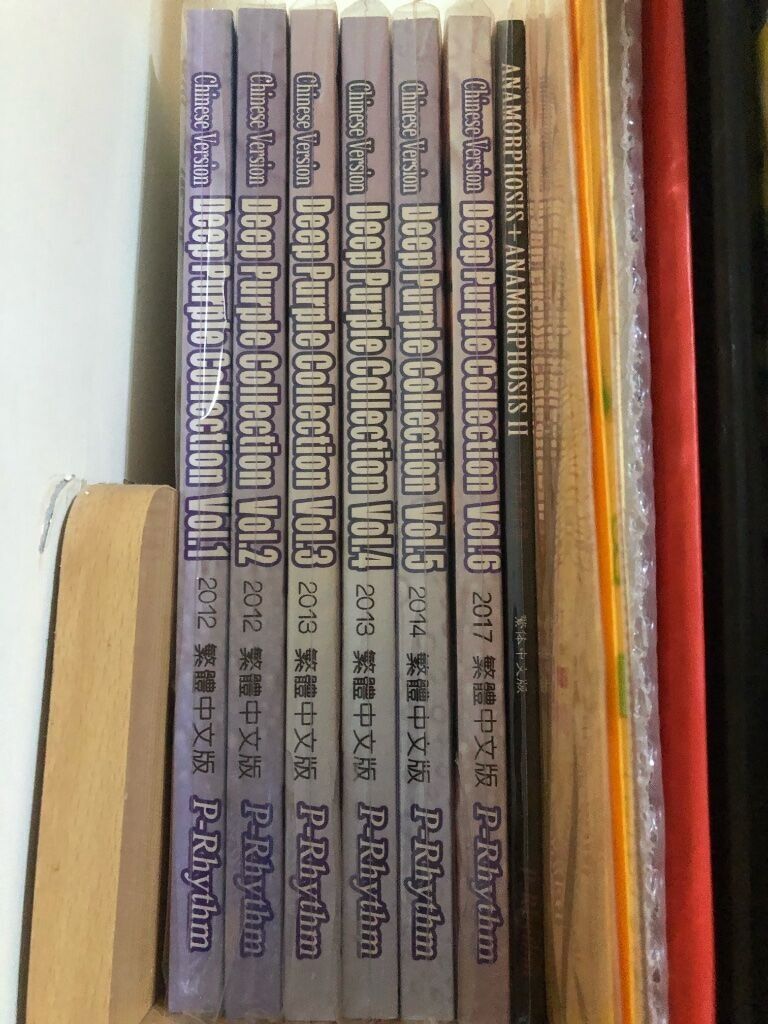 Chinese Version Deep Purple Collection Vol.1 2012 繁體中文版 P-Rhythm
Chinese Version Deep Purple Collection Vol.2 2012 繁體中文版 P-Rhythm
Chinese Version Deep Purple Collection Vol.3 2013 繁體中文版 P-Rhythm
Chinese Version Deep Purple Collection Vol.4 2013 繁體中文版 P-Rhythm
Chinese Version Deep Purple Collection Vol.5 2014 繁體中文版 P-Rhythm
Chinese Version Deep Purple Collection Vol.6 2017 繁體中文版 P-Rhythm
ANAMORPHOSIS + ANAMORPHOSIS II 繁体中文版